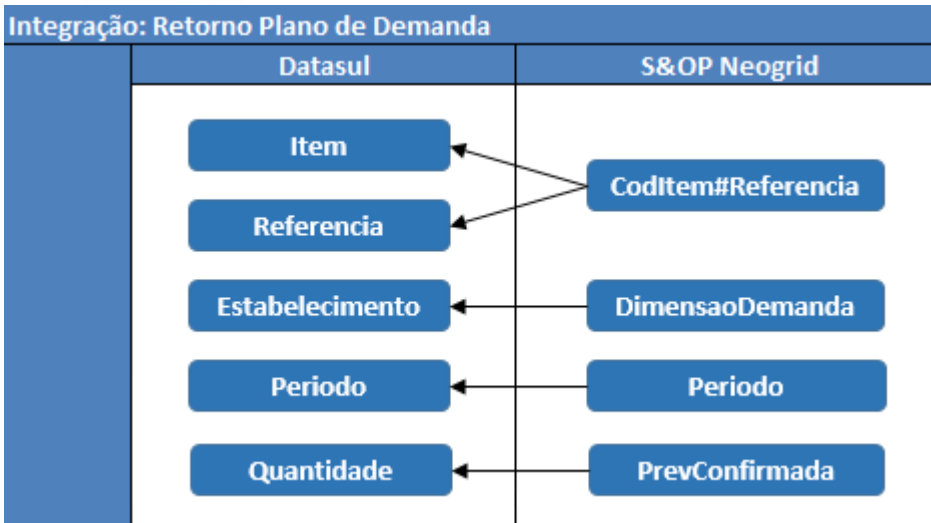 Integração: Retorno Plano de Demanda
Datasul
S&OP Neogrid
Item
CodItem#Referencia
Referencia
Estabelecimento
DimensaoDemanda
Periodo
Periodo
Quantidade
PrevConfirmada